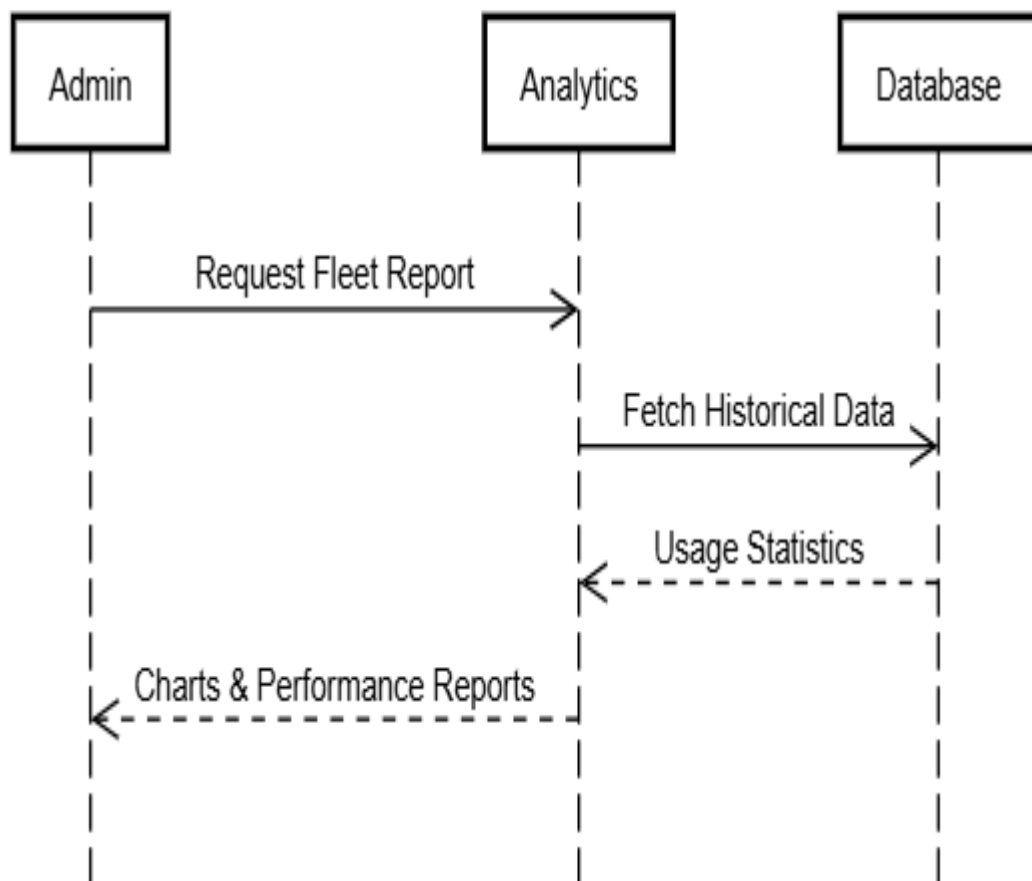 Admin
Analytics
Database
Request Fleet Report
Fetch Historical Data
Usage Statistics
Charts & Performance Reports